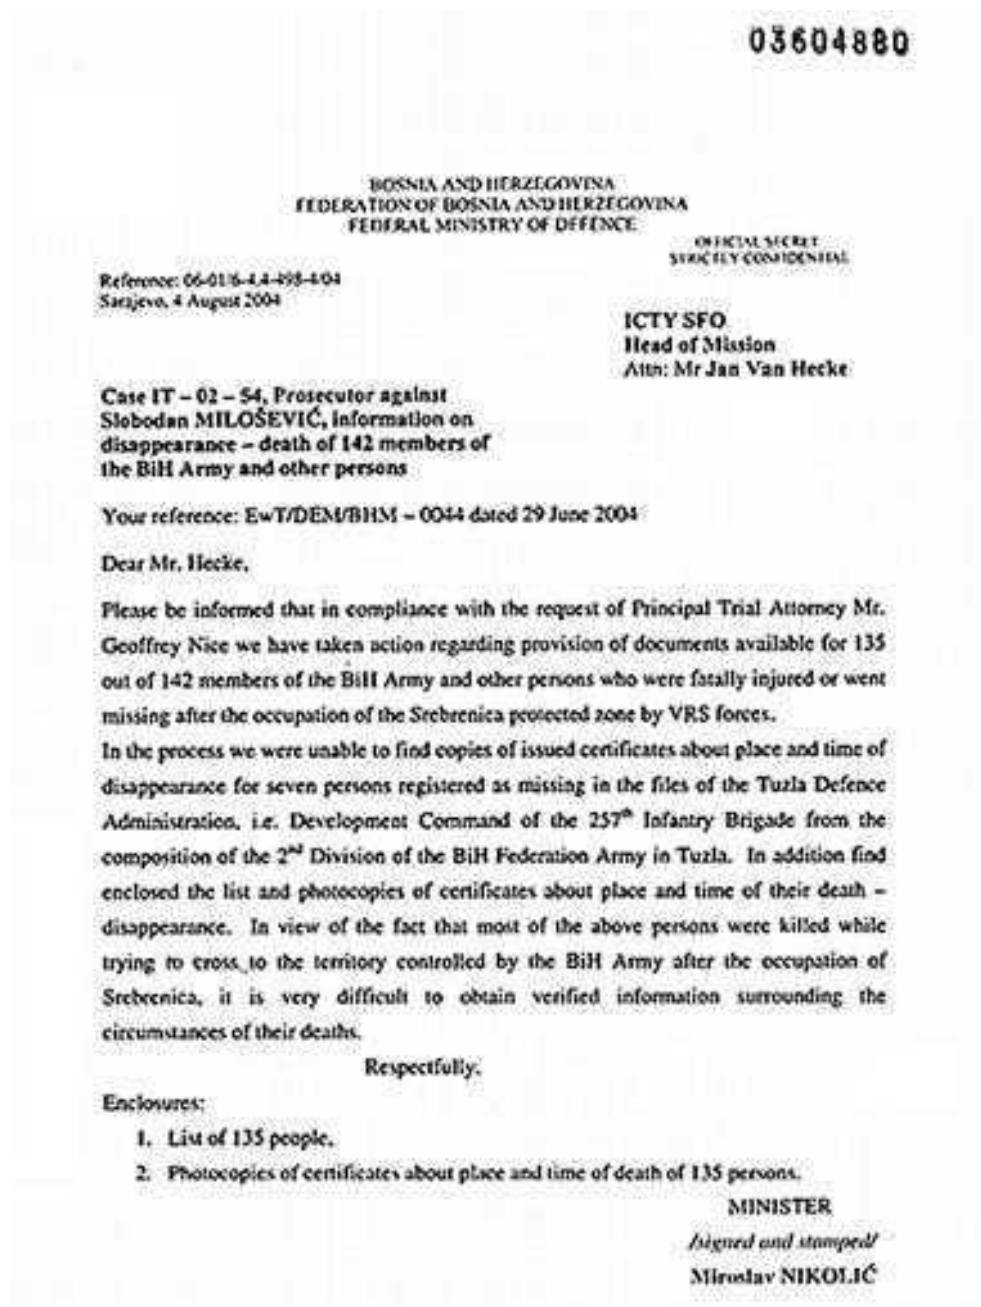 03604880
BOSNIA AND HERZEGOVINA
FEDERATION OF BOSNIA AND HERZEGOVINA
FEDERAL MINISTRY OF DEFENCE
OFFICIAL SECRET
STRICTLY CONFIDENTIAL
Reference: 06-01/6-4.4-498-4/04
Sarajevo, 4 August 2004
ICTY SFO
Head of Mission
Attn: Mr Jan Van Hecke
Case IT – 02 – 54, Prosecutor against
Slobodan MILOŠEVIĆ, information on
disappearance – death of 142 members of
the BiH Army and other persons
Your reference: EwT/DEM/BHM – 0044 dated 29 June 2004
Dear Mr. Hecke,
Please be informed that in compliance with the request of Principal Trial Attorney Mr.
Geoffrey Nice we have taken action regarding provision of documents available for 135
out of 142 members of the BiH Army and other persons who were fatally injured or went
missing after the occupation of the Srebrenica protected zone by VRS forces.
In the process we were unable to find copies of issued certificates about place and time of
disappearance for seven persons registered as missing in the files of the Tuzla Defence
Administration, i.e. Development Command of the 257th Infantry Brigade from the
composition of the 2nd Division of the BiH Federation Army in Tuzla. In addition find
enclosed the list and photocopies of certificates about place and time of their death –
disappearance. In view of the fact that most of the above persons were killed while
trying to cross to the territory controlled by the BiH Army after the occupation of
Srebrenica, it is very difficult to obtain verified information surrounding the
circumstances of their deaths.
Respectfully,
Enclosures:
1. List of 135 people,
2. Photocopies of certificates about place and time of death of 135 persons.
MINISTER
/signed and stamped/
Miroslav NIKOLIĆ